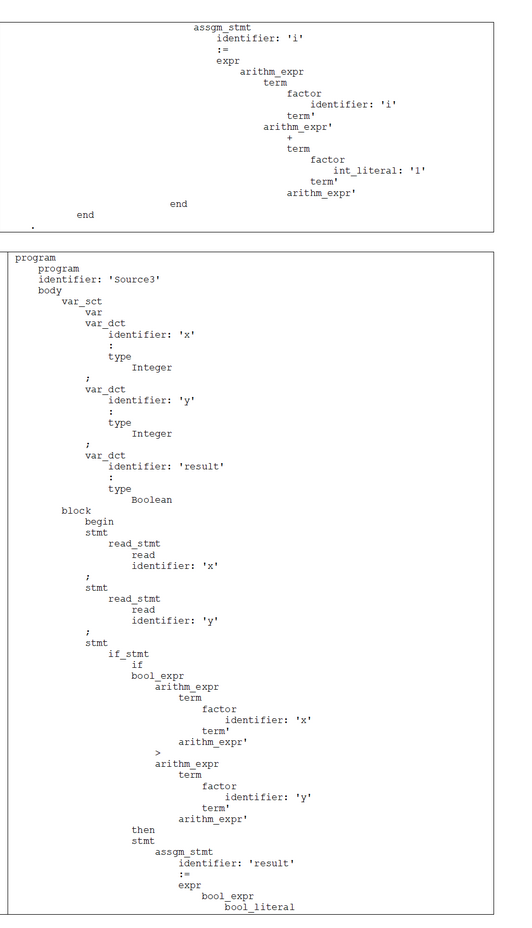 assgm_stmt
identifier: 'i'
:=
expr
arithm_expr
term
factor
identifier: 'i'
term'
arithm_expr'
+
term
factor
int_literal: '1'
term'
arithm_expr'
end
end
.
program
program
identifier: 'Source3'
body
var_sct
var
var_dct
identifier: 'x'
:
type
Integer
;
var_dct
identifier: 'y'
:
type
Integer
;
var_dct
identifier: 'result'
:
type
Boolean
block
begin
stmt
read_stmt
read
identifier: 'x'
;
stmt
read_stmt
read
identifier: 'y'
;
stmt
if_stmt
if
bool_expr
arithm_expr
term
factor
identifier: 'x'
term'
arithm_expr'
>
arithm_expr
term
factor
identifier: 'y'
term'
arithm_expr'
then
stmt
assgm_stmt
identifier: 'result'
:=
expr
bool_expr
bool_literal